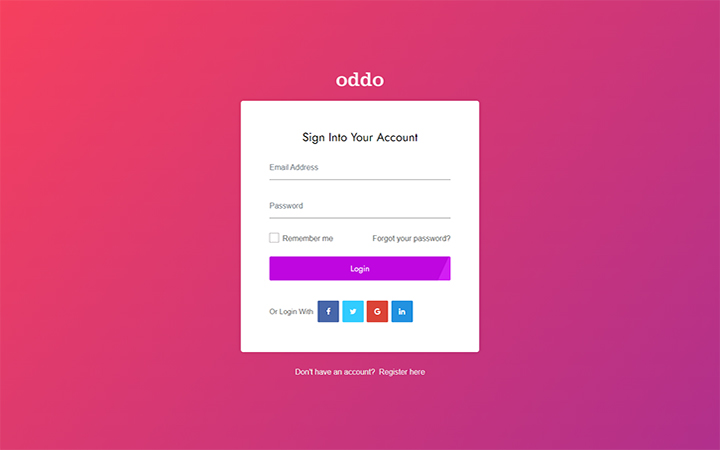 oddo
Sign Into Your Account
Email Address
Password
Remember me Forgot your password?
Login
Or Login With f G in
Don't have an account? Register here